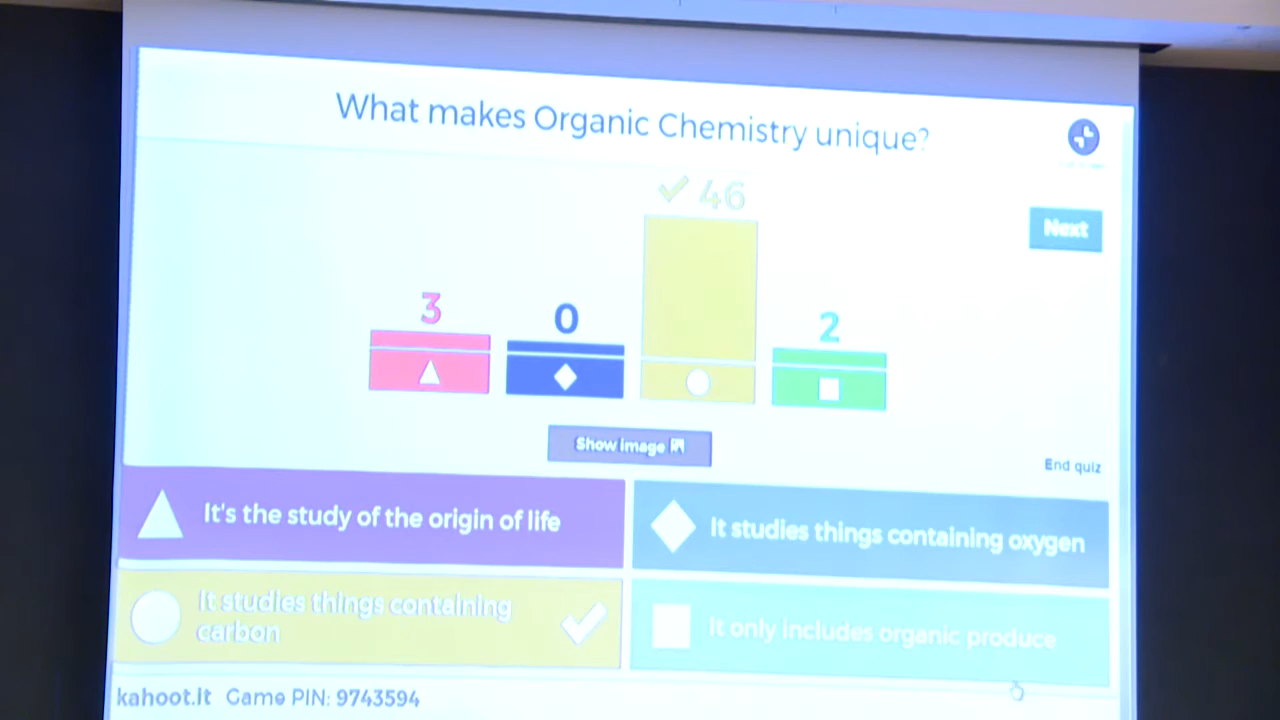 What makes Organic Chemistry unique?
46
Next
3
0
2
Show image
End quiz
It's the study of the origin of life
It studies things containing oxygen
It studies things containing
carbon
It only includes organic produce
kahoot.it Game PIN: 9743594